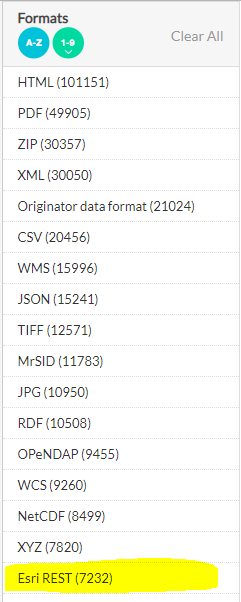 Formats
A-Z 1-9 Clear All
HTML (101151)
PDF (49905)
ZIP (30357)
XML (30050)
Originator data format (21024)
CSV (20456)
WMS (15996)
JSON (15241)
TIFF (12571)
MrSID (11783)
JPG (10950)
RDF (10508)
OPeNDAP (9455)
WCS (9260)
NetCDF (8499)
XYZ (7820)
Esri REST (7232)